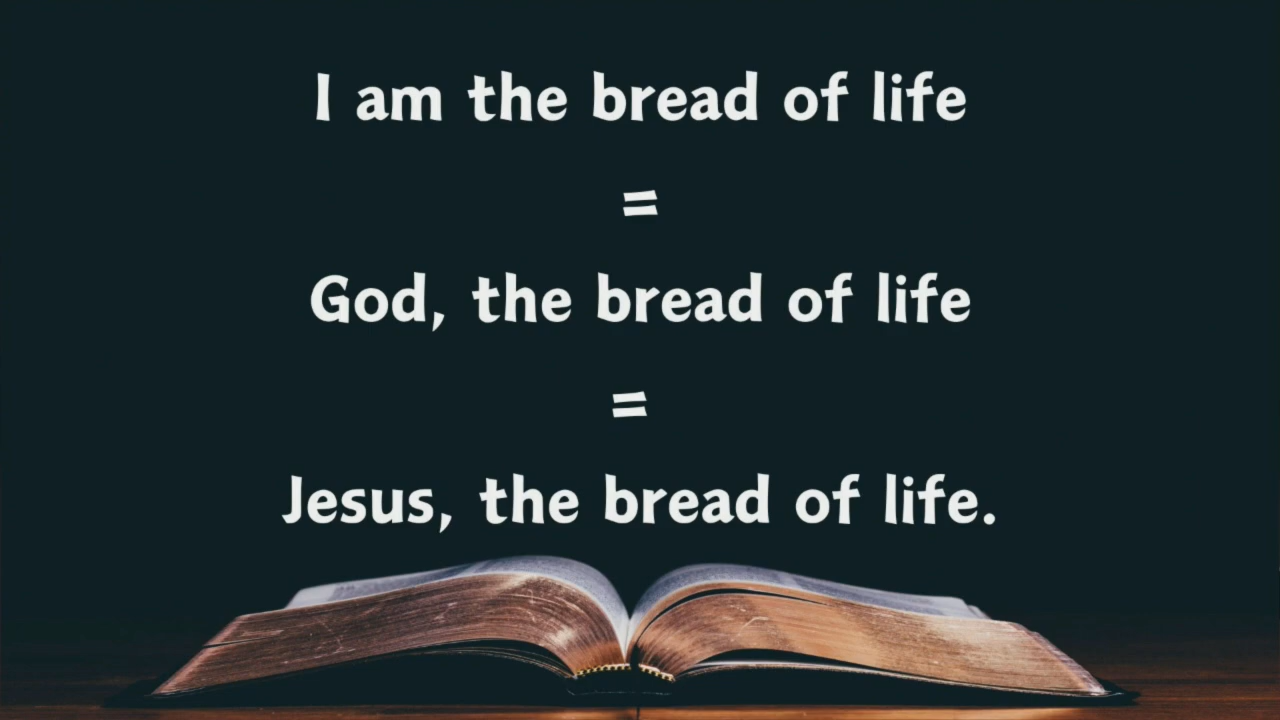 I am the bread of life
=
God, the bread of life
=
Jesus, the bread of life.